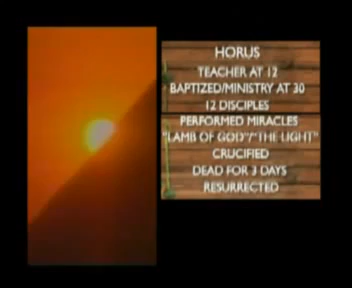 HORUS
TEACHER AT 12
BAPTIZED/MINISTRY AT 30
12 DISCIPLES
PERFORMED MIRACLES
"LAMB OF GOD"/"THE LIGHT"
CRUCIFIED
DEAD FOR 3 DAYS
RESURRECTED